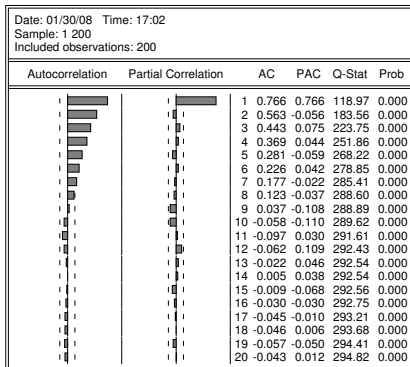 Date: 01/30/08 Time: 17:02
Sample: 1 200
Included observations: 200
Autocorrelation Partial Correlation AC PAC Q-Stat Prob
1 0.766 0.766 118.97 0.000
2 0.563 -0.056 183.56 0.000
3 0.443 0.075 223.75 0.000
4 0.369 0.044 251.86 0.000
5 0.281 -0.059 268.22 0.000
6 0.226 0.042 278.85 0.000
7 0.177 -0.022 285.41 0.000
8 0.123 -0.037 288.60 0.000
9 0.037 -0.108 288.89 0.000
10 -0.058 -0.110 289.62 0.000
11 -0.097 0.030 291.61 0.000
12 -0.062 0.109 292.43 0.000
13 -0.022 0.046 292.54 0.000
14 0.005 0.038 292.54 0.000
15 -0.009 -0.068 292.56 0.000
16 -0.030 -0.030 292.75 0.000
17 -0.045 -0.010 293.21 0.000
18 -0.046 0.006 293.68 0.000
19 -0.057 -0.050 294.41 0.000
20 -0.043 0.012 294.82 0.000